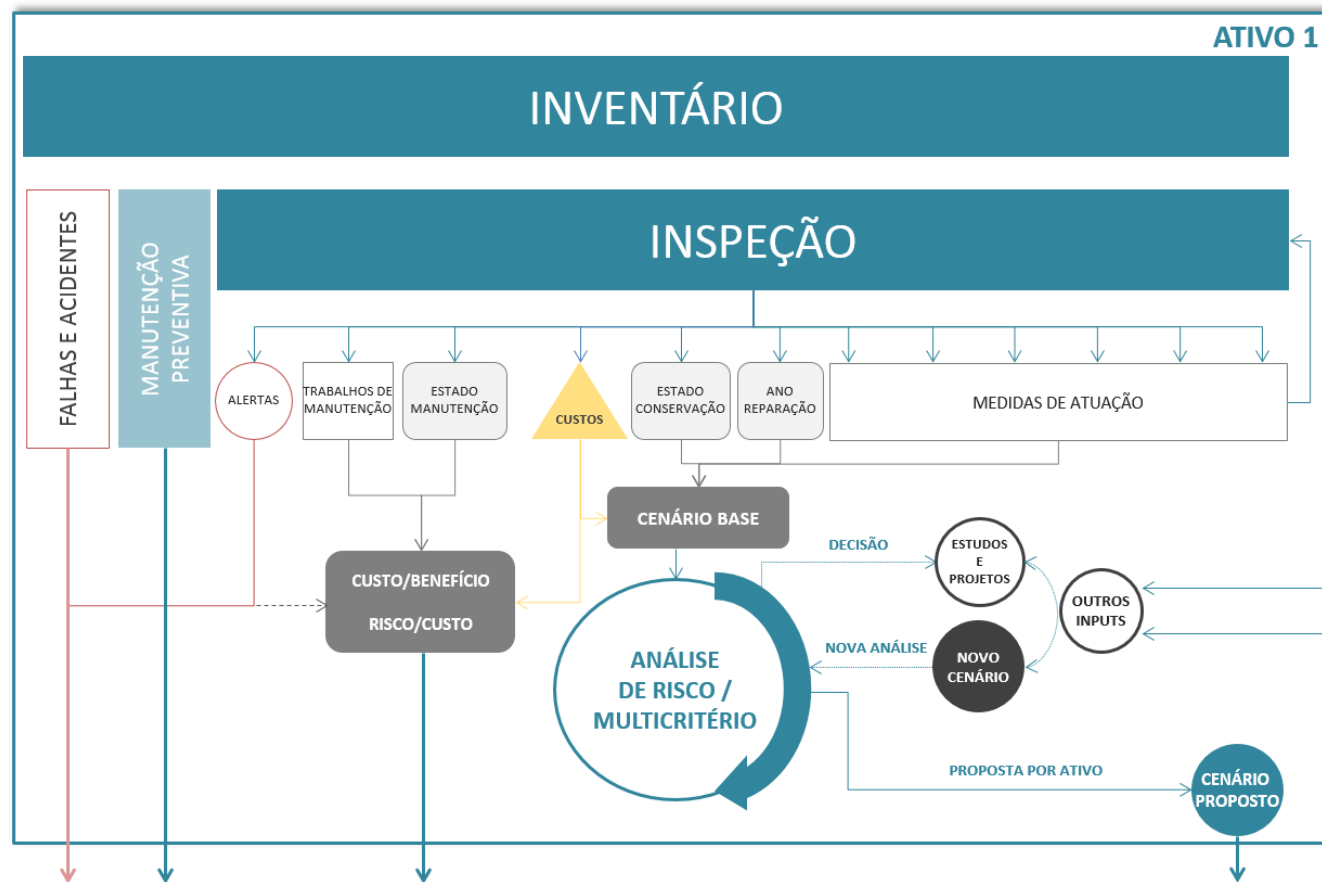 ATIVO 1
INVENTÁRIO
FALHAS E ACIDENTES
MANUTENÇÃO
PREVENTIVA
INSPEÇÃO
ALERTAS
TRABALHOS DE
MANUTENÇÃO
ESTADO
MANUTENÇÃO
CUSTOS
ESTADO
CONSERVAÇÃO
ANO
REPARAÇÃO
MEDIDAS DE ATUAÇÃO
CENÁRIO BASE
CUSTO/BENEFÍCIO
RISCO/CUSTO
DECISÃO
ESTUDOS
E
PROJETOS
OUTROS
INPUTS
NOVA ANÁLISE
NOVO
CENÁRIO
ANÁLISE
DE RISCO /
MULTICRITÉRIO
PROPOSTA POR ATIVO
CENÁRIO
PROPOSTO